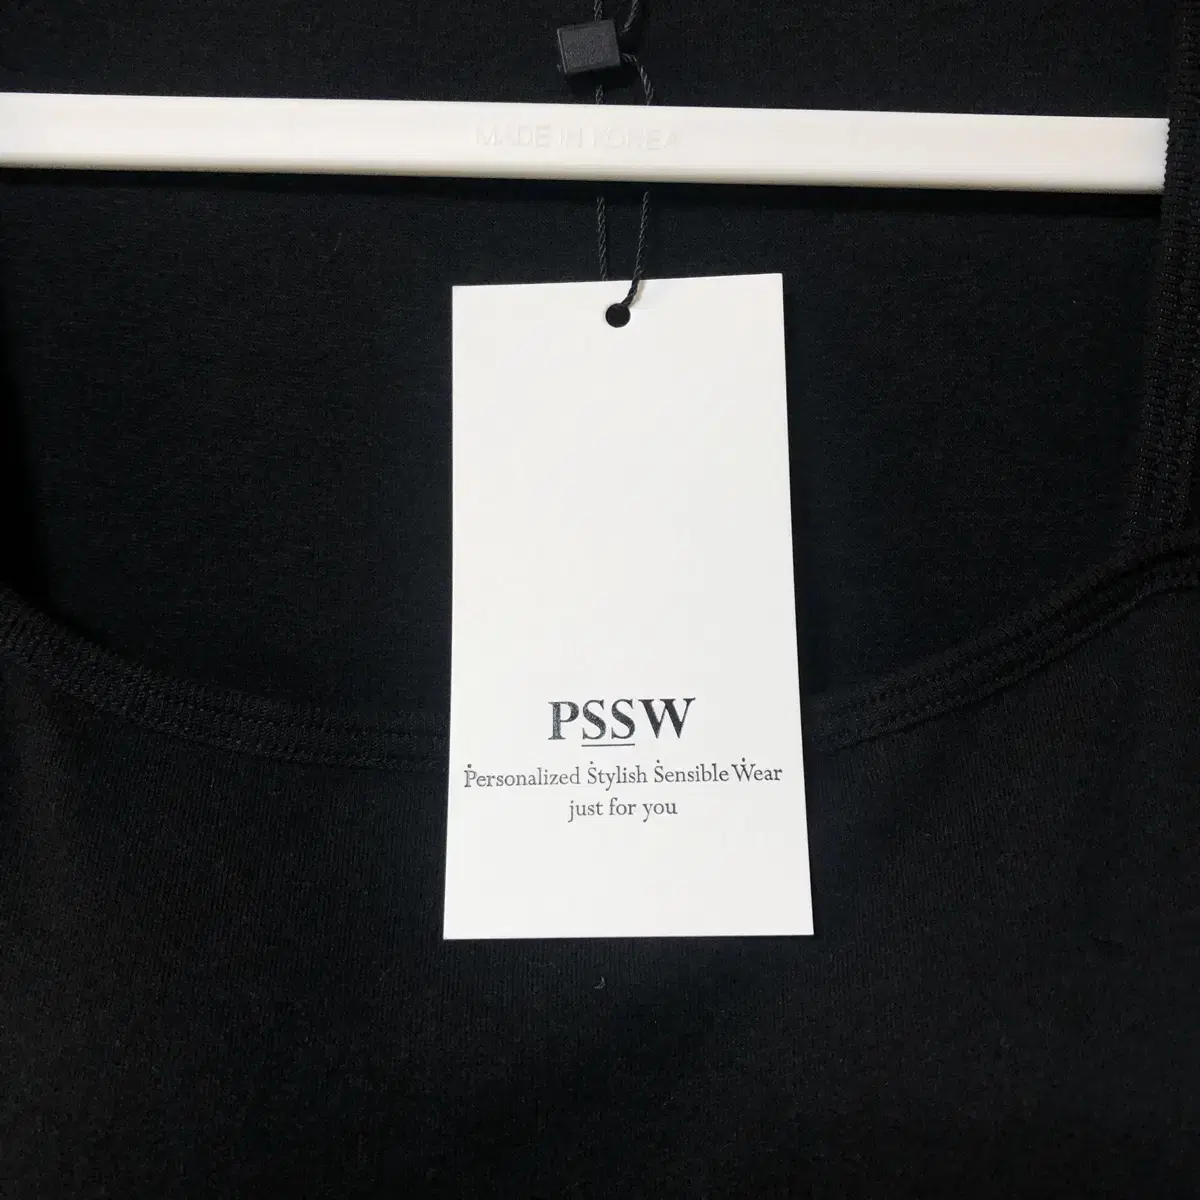 MADE IN KOREA
PSSW
Personalized Stylish Sensible Wear
just for you